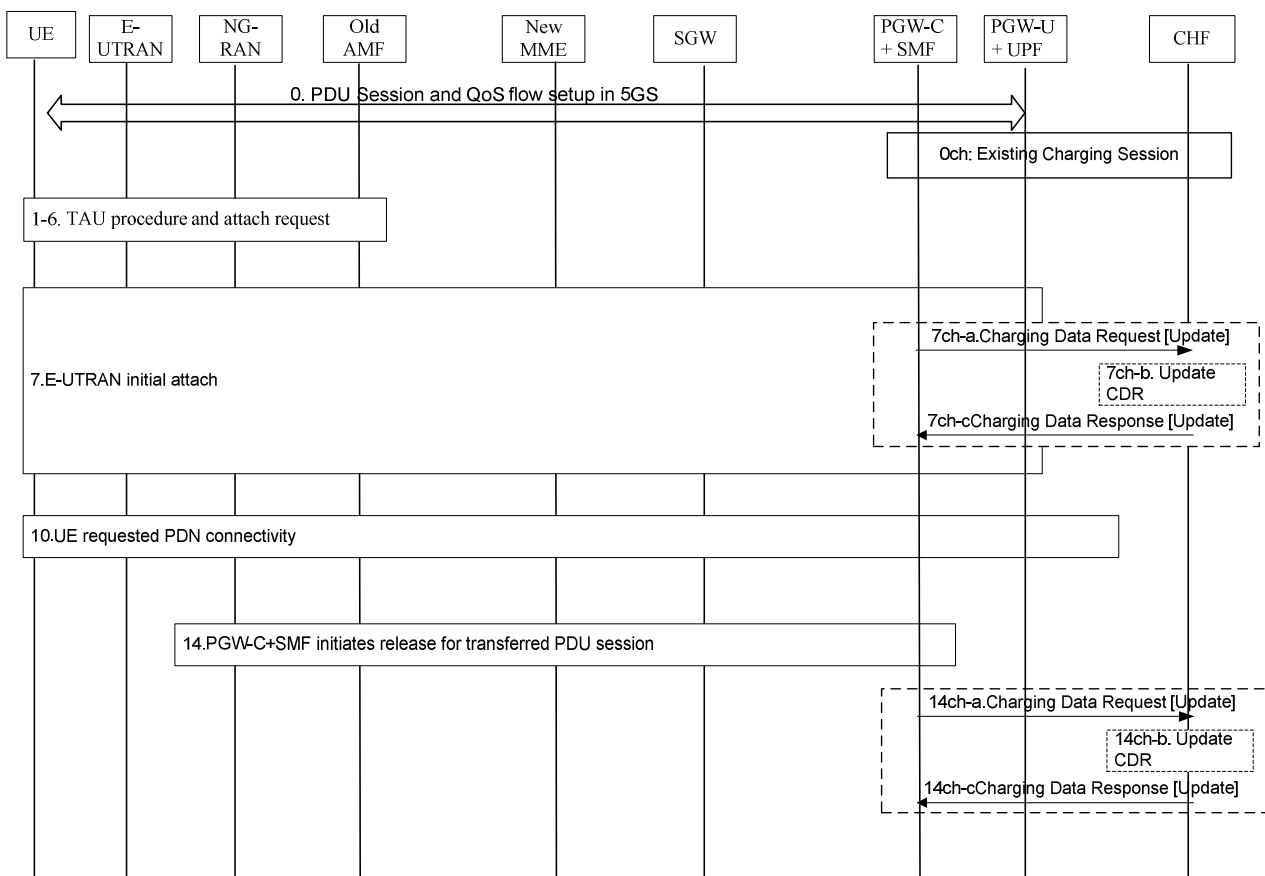 UE
E-
UTRAN
NG-
RAN
Old
AMF
New
MME
SGW
PGW-C
+ SMF
PGW-U
+ UPF
CHF
0. PDU Session and QoS flow setup in 5GS
0ch: Existing Charging Session
1-6. TAU procedure and attach request
7ch-a.Charging Data Request [Update]
7.E-UTRAN initial attach
7ch-b. Update
CDR
7ch-cCharging Data Response [Update]
10.UE requested PDN connectivity
14.PGW-C+SMF initiates release for transferred PDU session
14ch-a.Charging Data Request [Update]
14ch-b. Update
CDR
14ch-cCharging Data Response [Update]